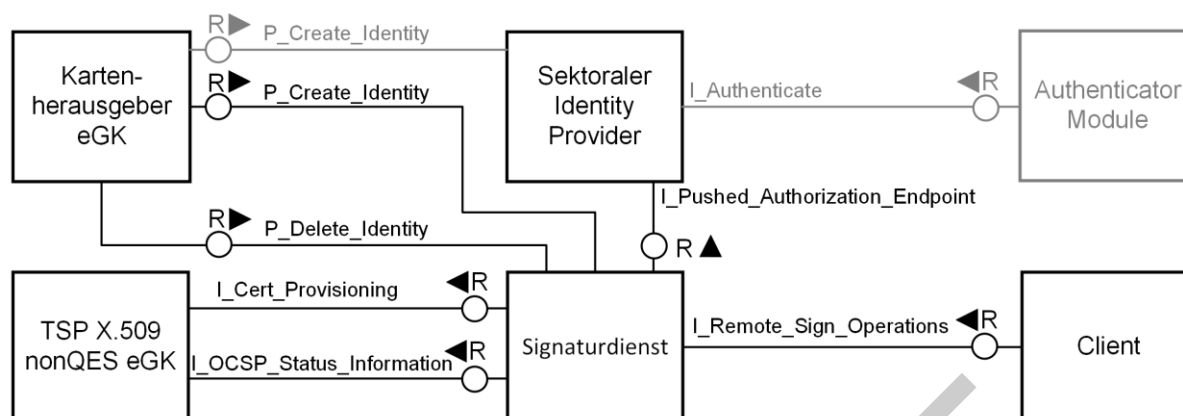 R
P_Create_Identity
Karten-
herausgeber
eGK
R
P_Create_Identity
Sektoraler
Identity
Provider
I_Authenticate
R
Authenticator
Module
I_Pushed_Authorization_Endpoint
R
P_Delete_Identity
R
TSP X.509
nonQES eGK
I_Cert_Provisioning
R
I_OCSP_Status_Information
R
Signaturdienst
I_Remote_Sign_Operations
R
Client